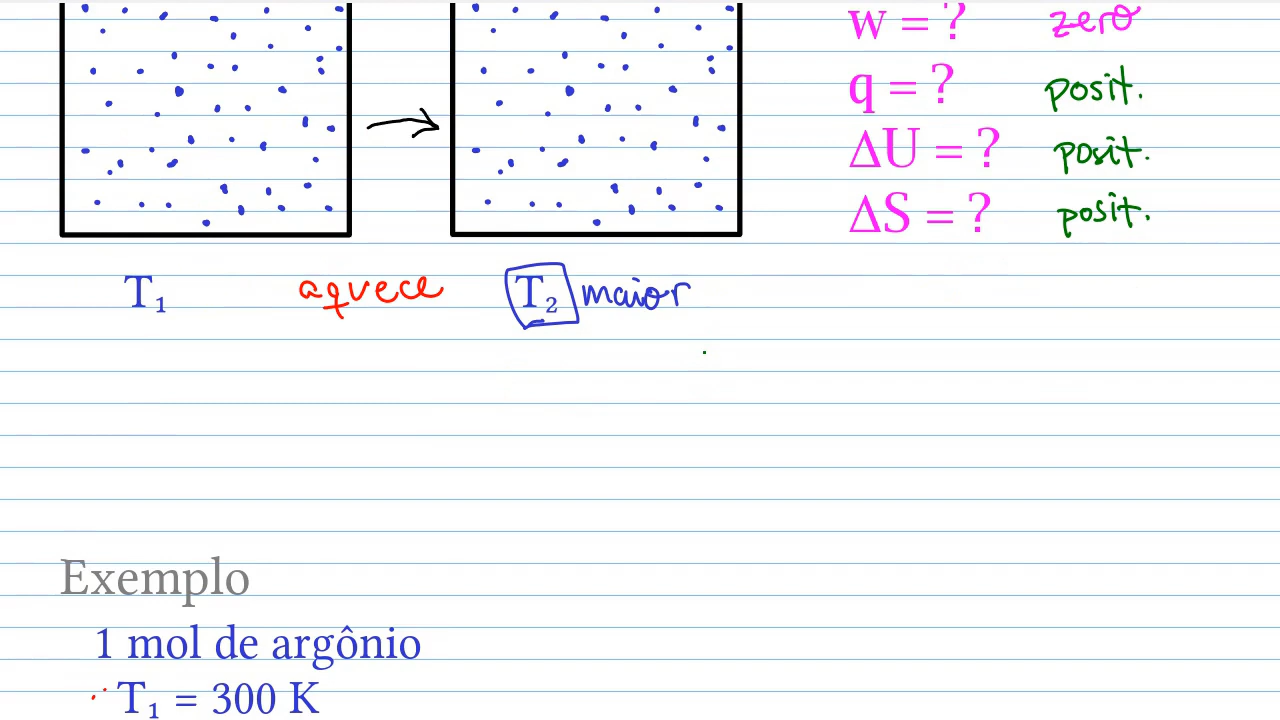 w = ? zero
q = ? posit.
ΔU = ? posit.
ΔS = ? posit.
T₁ aquece T₂ maior
Exemplo
1 mol de argônio
T₁ = 300 K